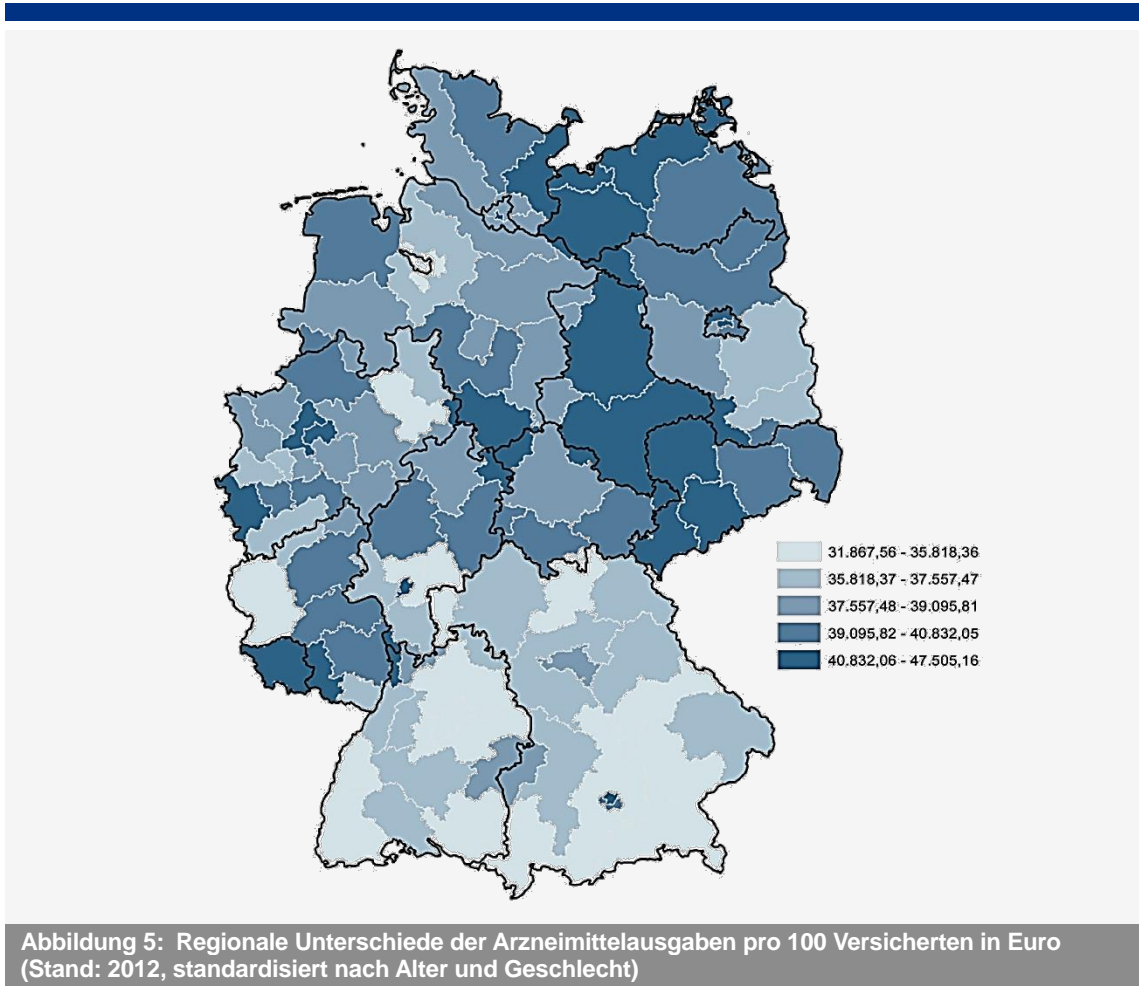 31.867,56 - 35.818,36
35.818,37 - 37.557,47
37.557,48 - 39.095,81
39.095,82 - 40.832,05
40.832,06 - 47.505,16
Abbildung 5: Regionale Unterschiede der Arzneimittelausgaben pro 100 Versicherten in Euro
(Stand: 2012, standardisiert nach Alter und Geschlecht)